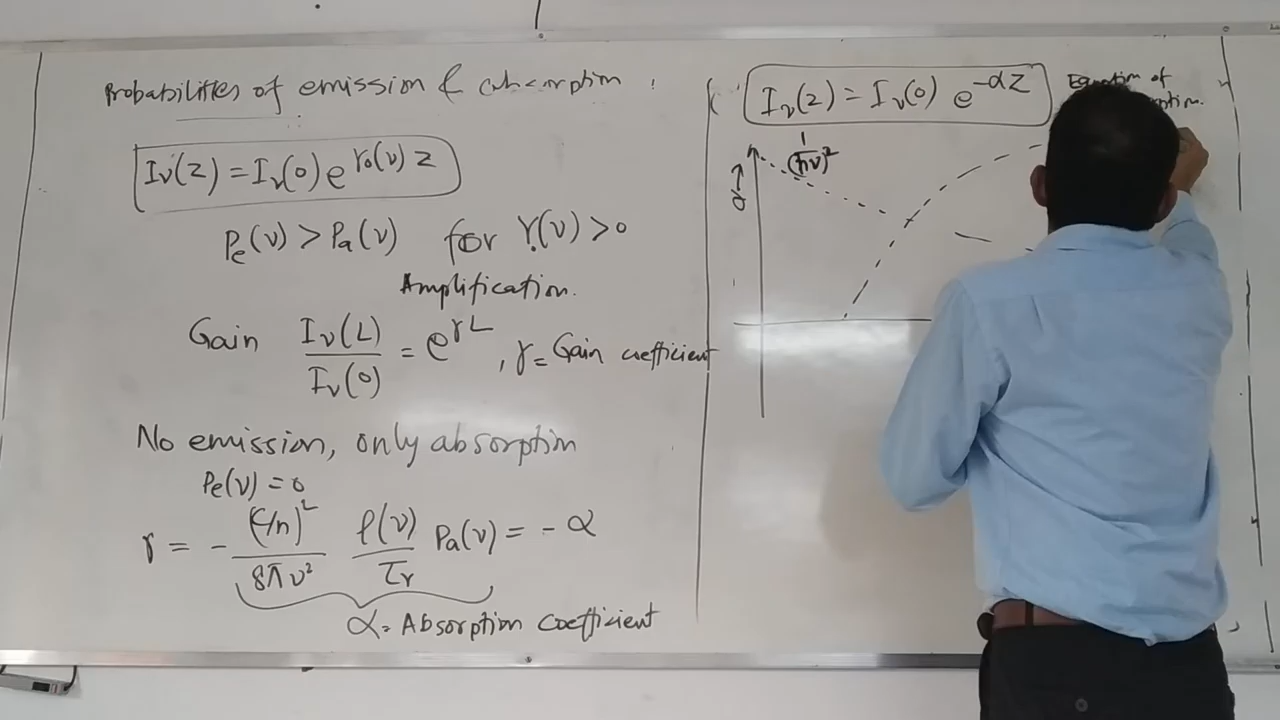 Probabilities of emission & absorption :
Iν(z) = Iν(0) e^γ₀(ν) z
Pe(ν) > Pa(ν) for γ₀(ν) > 0
Amplification.
Gain Iν(L) / Iν(0) = e^γL , γ = Gain coefficient
No emission, only absorption
Pe(ν) = 0
γ = - (c/n)² / 8πν² ρ(ν) / τr Pa(ν) = - α
α = Absorption coefficient
Iν(z) = Iν(0) e^-αz
Equation of
1 / (hν)²
α →